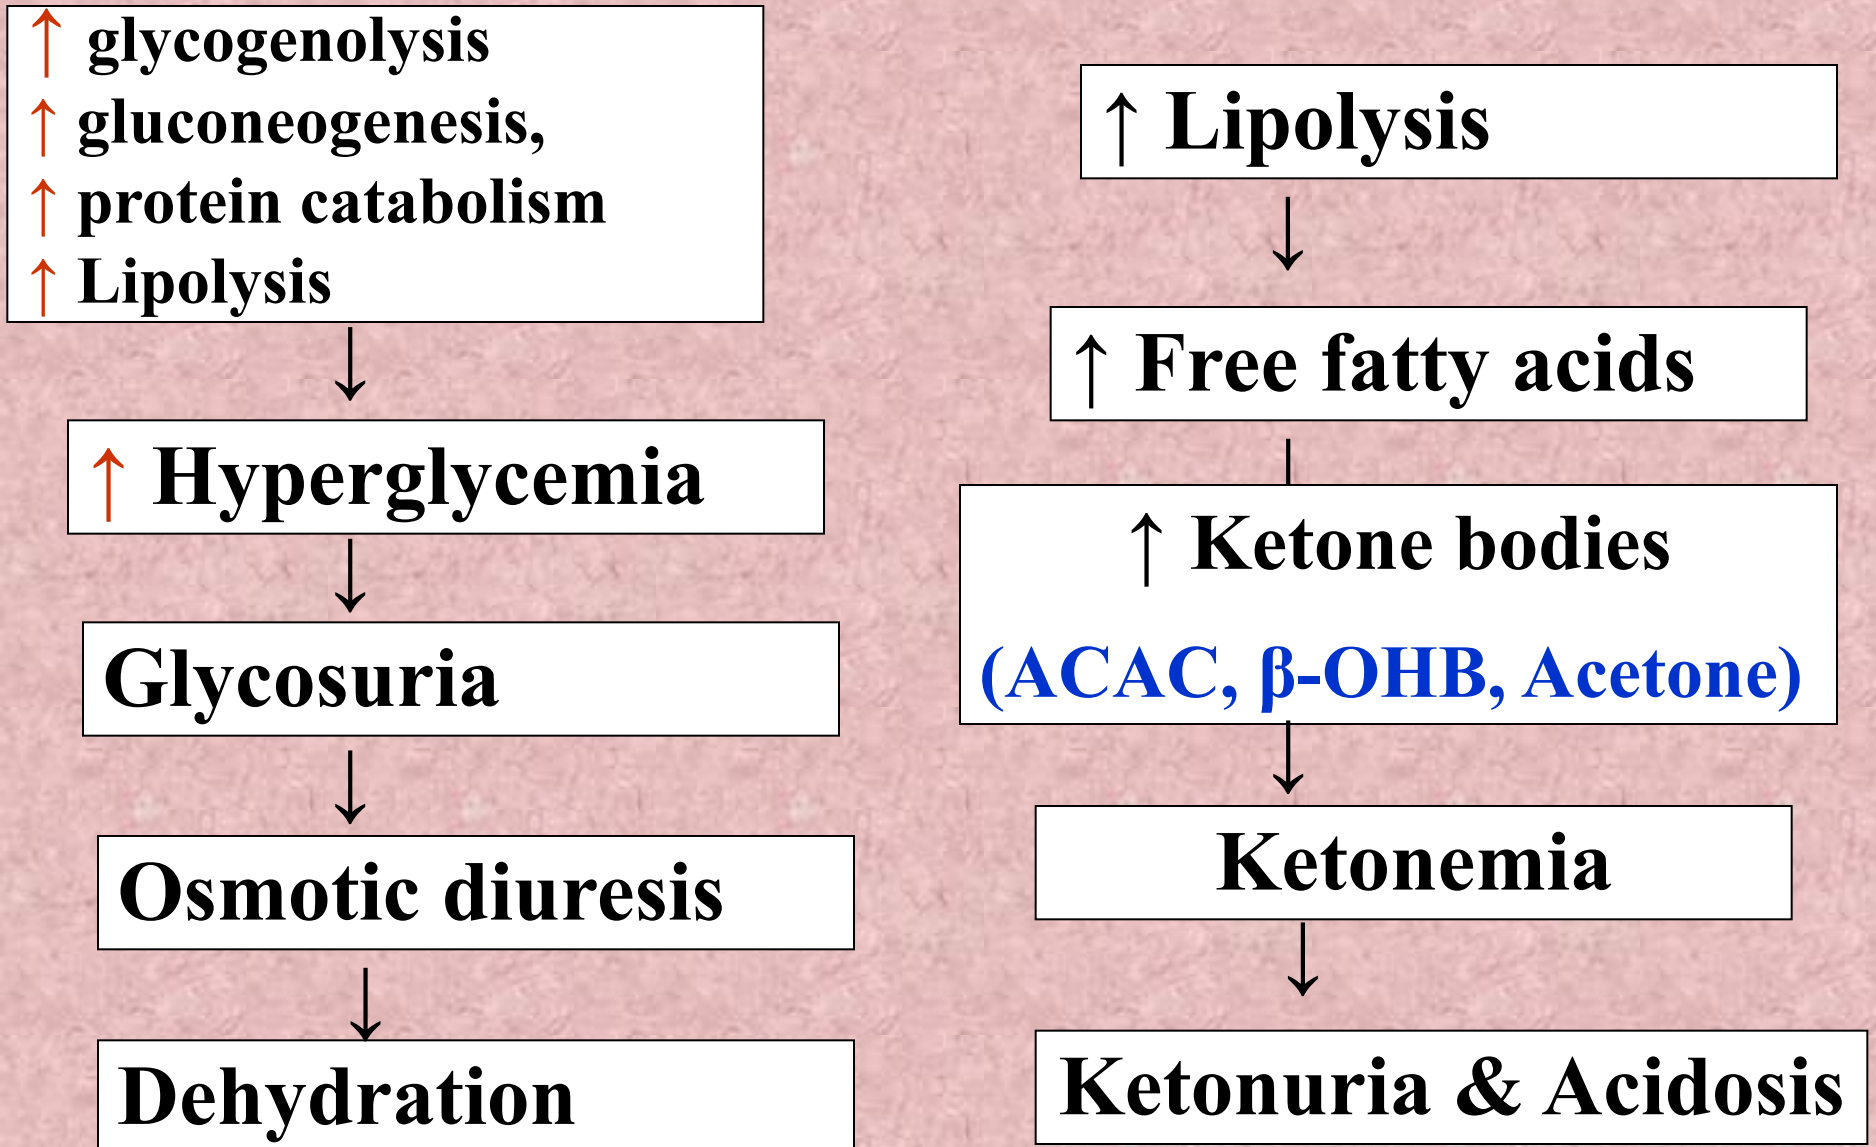 ↑ glycogenolysis
↑ gluconeogenesis,
↑ protein catabolism
↑ Lipolysis
↑ Hyperglycemia
Glycosuria
Osmotic diuresis
Dehydration
↑ Lipolysis
↑ Free fatty acids
↑ Ketone bodies
(ACAC, β-OHB, Acetone)
Ketonemia
Ketonuria & Acidosis